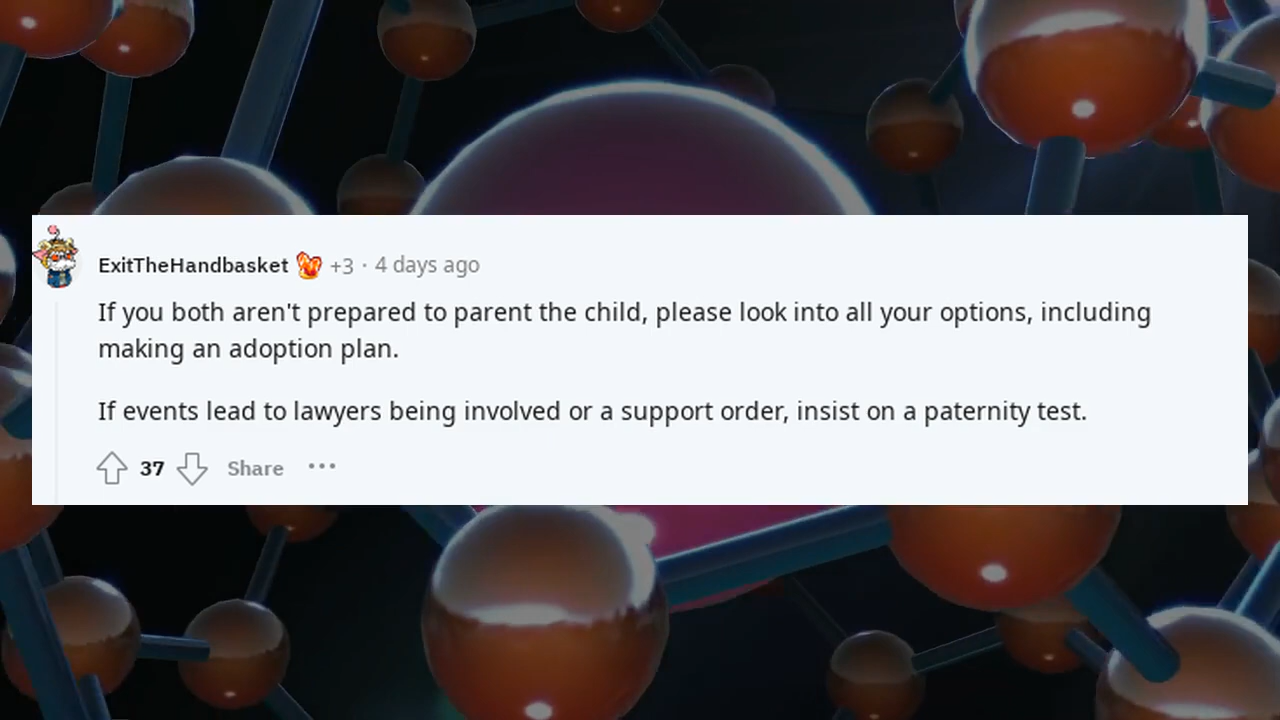 ExitTheHandbasket +3 · 4 days ago
If you both aren't prepared to parent the child, please look into all your options, including
making an adoption plan.
If events lead to lawyers being involved or a support order, insist on a paternity test.
37 Share ...